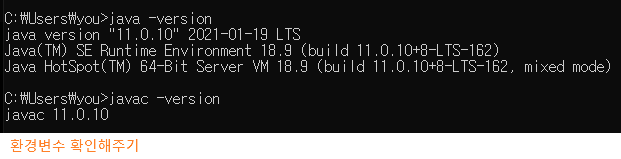 C:₩Users₩you>java -version
java version "11.0.10" 2021-01-19 LTS
Java(TM) SE Runtime Environment 18.9 (build 11.0.10+8-LTS-162)
Java HotSpot(TM) 64-Bit Server VM 18.9 (build 11.0.10+8-LTS-162, mixed mode)
C:₩Users₩you>javac -version
javac 11.0.10
환경변수 확인해주기